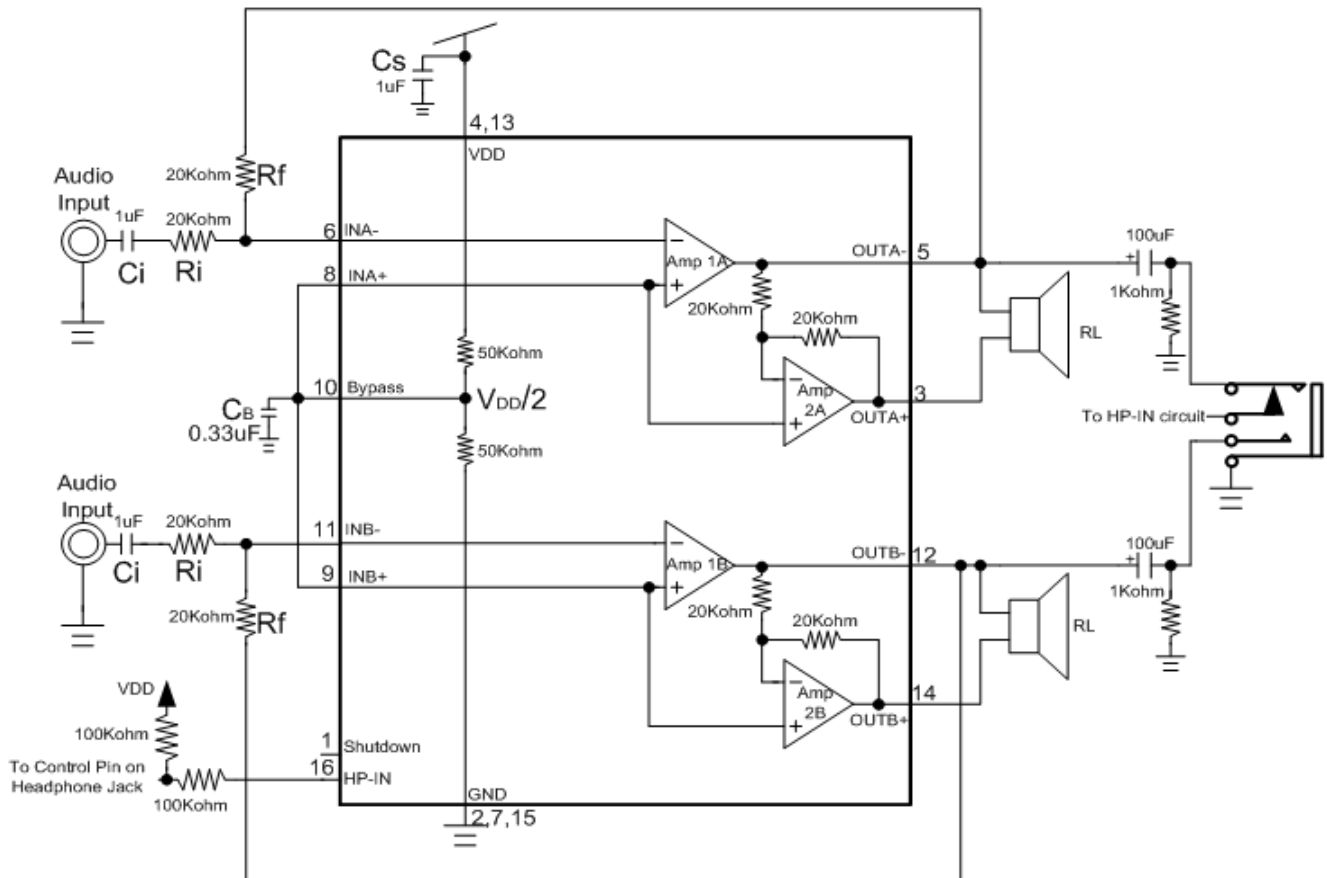 Cs
1uF
4,13
VDD
Audio
Input
20Kohm
Rf
1uF
20Kohm
Ci
Ri
6
INA-
8
INA+
Amp 1A
OUTA-
5
100uF
+
1Kohm
20Kohm
20Kohm
RL
50Kohm
10
Bypass
VDD/2
CB
0.33uF
50Kohm
Amp
2A
3
OUTA+
To HP-IN circuit
Audio
Input
1uF
20Kohm
Ci
Ri
11
INB-
9
INB+
20Kohm
Rf
Amp 1B
OUTB-
12
100uF
+
1Kohm
20Kohm
20Kohm
RL
Amp
2B
14
OUTB+
VDD
100Kohm
1
Shutdown
To Control Pin on
Headphone Jack
16
HP-IN
100Kohm
GND
2,7,15